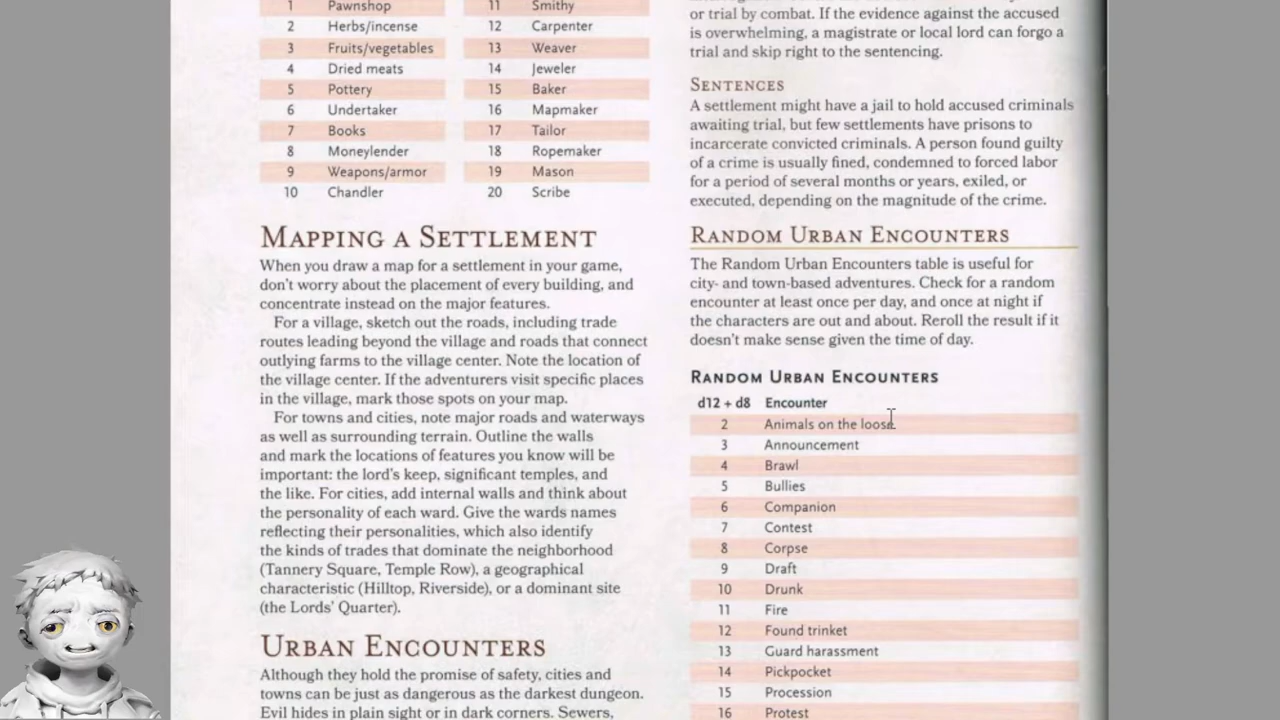 1 Pawnshop 11 Smithy
2 Herbs/incense 12 Carpenter
3 Fruits/vegetables 13 Weaver
4 Dried meats 14 Jeweler
5 Pottery 15 Baker
6 Undertaker 16 Mapmaker
7 Books 17 Tailor
8 Moneylender 18 Ropemaker
9 Weapons/armor 19 Mason
10 Chandler 20 Scribe
MAPPING A SETTLEMENT
When you draw a map for a settlement in your game,
don't worry about the placement of every building, and
concentrate instead on the major features.
For a village, sketch out the roads, including trade
routes leading beyond the village and roads that connect
outlying farms to the village center. Note the location of
the village center. If the adventurers visit specific places
in the village, mark those spots on your map.
For towns and cities, note major roads and waterways
as well as surrounding terrain. Outline the walls
and mark the locations of features you know will be
important: the lord's keep, significant temples, and
the like. For cities, add internal walls and think about
the personality of each ward. Give the wards names
reflecting their personalities, which also identify
the kinds of trades that dominate the neighborhood
(Tannery Square, Temple Row), a geographical
characteristic (Hilltop, Riverside), or a dominant site
(the Lords' Quarter).
URBAN ENCOUNTERS
Although they hold the promise of safety, cities and
towns can be just as dangerous as the darkest dungeon.
Evil hides in plain sight or in dark corners. Sewers,
or trial by combat. If the evidence against the accused
is overwhelming, a magistrate or local lord can forgo a
trial and skip right to the sentencing.
SENTENCES
A settlement might have a jail to hold accused criminals
awaiting trial, but few settlements have prisons to
incarcerate convicted criminals. A person found guilty
of a crime is usually fined, condemned to forced labor
for a period of several months or years, exiled, or
executed, depending on the magnitude of the crime.
RANDOM URBAN ENCOUNTERS
The Random Urban Encounters table is useful for
city- and town-based adventures. Check for a random
encounter at least once per day, and once at night if
the characters are out and about. Reroll the result if it
doesn't make sense given the time of day.
RANDOM URBAN ENCOUNTERS
d12 + d8 Encounter
2 Animals on the loose
3 Announcement
4 Brawl
5 Bullies
6 Companion
7 Contest
8 Corpse
9 Draft
10 Drunk
11 Fire
12 Found trinket
13 Guard harassment
14 Pickpocket
15 Procession
16 Protest